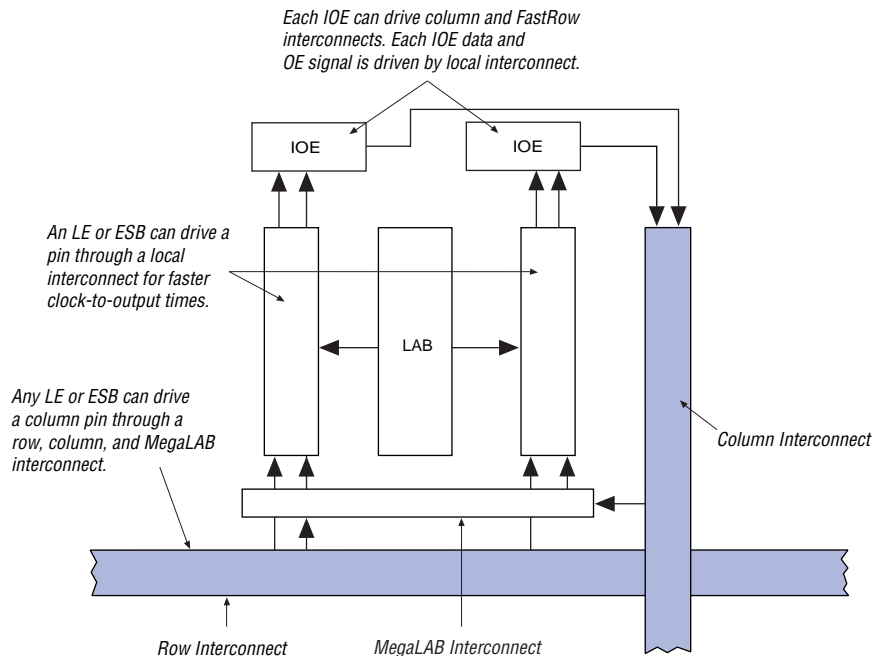 Each IOE can drive column and FastRow
interconnects. Each IOE data and
OE signal is driven by local interconnect.
IOE
IOE
An LE or ESB can drive a
pin through a local
interconnect for faster
clock-to-output times.
LAB
Any LE or ESB can drive
a column pin through a
row, column, and MegaLAB
interconnect.
Column Interconnect
Row Interconnect
MegaLAB Interconnect